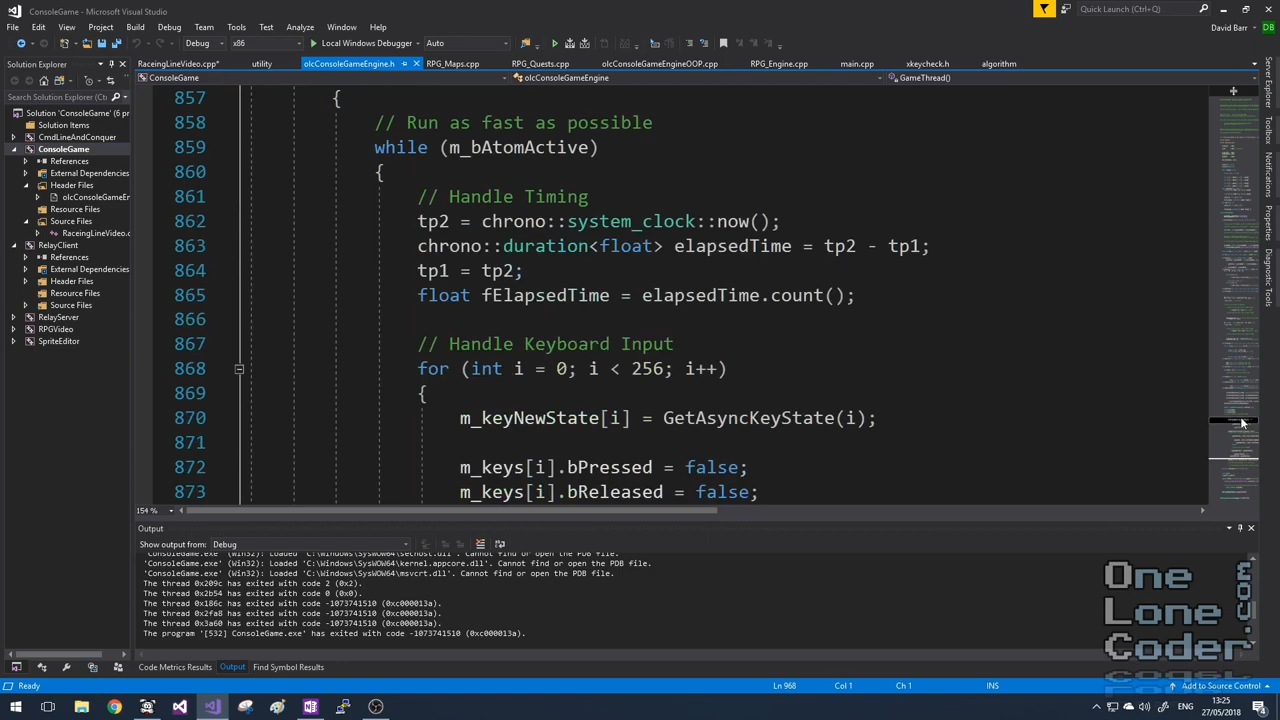 ConsoleGame - Microsoft Visual Studio
Quick Launch (Ctrl+Q)
File Edit View Project Build Debug Team Tools Test Analyze Window Help
David Barr DB
Debug x86 Local Windows Debugger Auto
Solution Explorer
RaceingLineVideo.cpp* utility olcConsoleGameEngine.h RPG_Maps.cpp RPG_Quests.cpp olcConsoleGameEngineOOP.cpp RPG_Engine.cpp main.cpp xkeycheck.h algorithm
ConsoleGame olcConsoleGameEngine GameThread()
Search Solution Explorer (Ctrl+
Solution 'ConsoleGame' (6 pr
Solution Items
CmdLineAndConquer
ConsoleGame
References
External Dependencies
Header Files
olcConsoleGameEn
Resource Files
Source Files
RaceingLineVideo.c
RelayClient
References
External Dependencies
Header Files
Resource Files
Source Files
RelayServer
RPGVideo
SpriteEditor
857 {
858 // Run as fast as possible
859 while (m_bAtomActive)
860 {
861 // Handle Timing
862 tp2 = chrono::system_clock::now();
863 chrono::duration<float> elapsedTime = tp2 - tp1;
864 tp1 = tp2;
865 float fElapsedTime = elapsedTime.count();
866
867 // Handle Keyboard Input
868 for (int i = 0; i < 256; i++)
869 {
870 m_keyNewState[i] = GetAsyncKeyState(i);
871
872 m_keys[i].bPressed = false;
873 m_keys[i].bReleased = false;
154 %
Server Explorer
Toolbox
Notifications
Properties
Diagnostic Tools
Output
Show output from: Debug
'ConsoleGame.exe' (Win32): Loaded 'C:\Windows\SysWOW64\sechost.dll'. Cannot find or open the PDB file.
'ConsoleGame.exe' (Win32): Loaded 'C:\Windows\SysWOW64\kernel.appcore.dll'. Cannot find or open the PDB file.
'ConsoleGame.exe' (Win32): Loaded 'C:\Windows\SysWOW64\msvcrt.dll'. Cannot find or open the PDB file.
The thread 0x209c has exited with code 2 (0x2).
The thread 0x2b54 has exited with code 0 (0x0).
The thread 0x186c has exited with code -1073741510 (0xc000013a).
The thread 0x2fa8 has exited with code -1073741510 (0xc000013a).
The thread 0x3a60 has exited with code -1073741510 (0xc000013a).
The program '[532] ConsoleGame.exe' has exited with code -1073741510 (0xc000013a).
One
Lone
Coder
.com
Code Metrics Results Output Find Symbol Results
Ready Ln 968 Col 1 Ch 1 INS Add to Source Control
ENG 13:25
27/05/2018
4